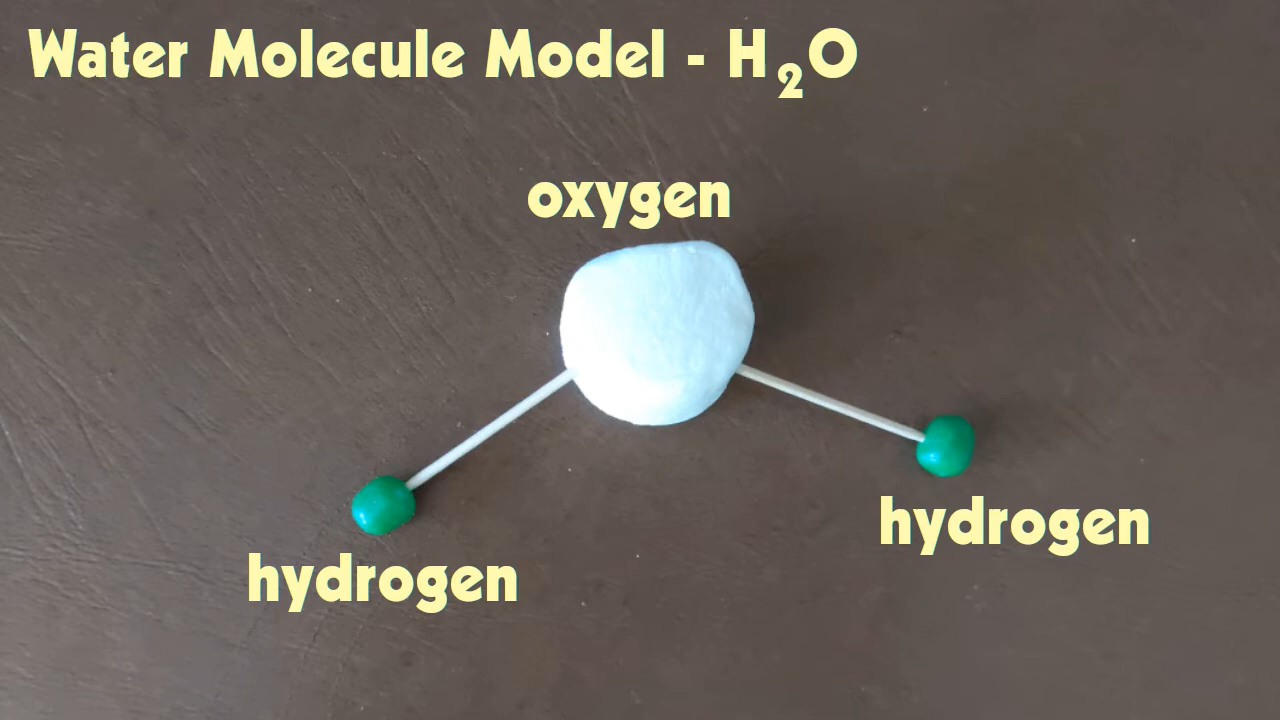 Water Molecule Model - H₂O
oxygen
hydrogen
hydrogen